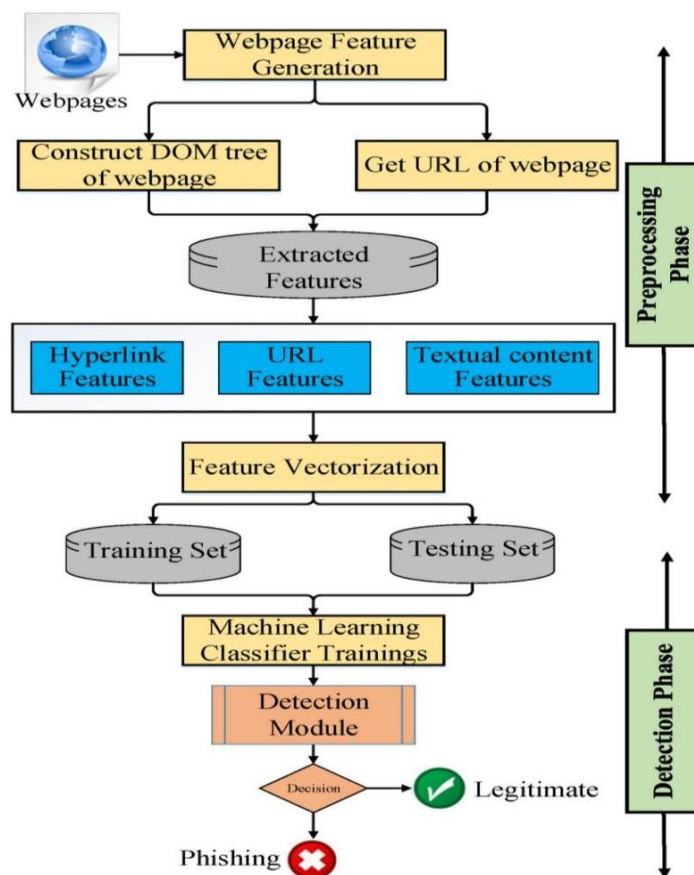 Webpage Feature
Generation
Webpages
Construct DOM tree
of webpage
Get URL of webpage
Extracted
Features
Hyperlink
Features
URL
Features
Textual content
Features
Feature Vectorization
Training Set
Testing Set
Machine Learning
Classifier Trainings
Detection
Module
Decision
Legitimate
Phishing
Preprocessing
Phase
Detection Phase